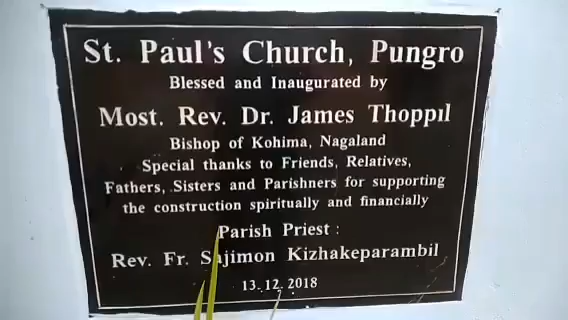 St. Paul's Church, Pungro
Blessed and Inaugurated by
Most. Rev. Dr. James Thoppil
Bishop of Kohima, Nagaland
Special thanks to Friends, Relatives,
Fathers, Sisters and Parishners for supporting
the construction spiritually and financially
Parish Priest :
Rev. Fr. Sajimon Kizhakeparambil
13.12.2018